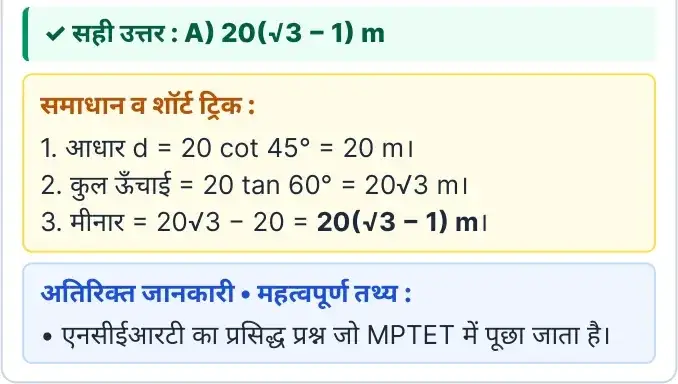 ✓ सही उत्तर : A) 20(√3 − 1) m
समाधान व शॉर्ट ट्रिक :
1. आधार d = 20 cot 45° = 20 m।
2. कुल ऊँचाई = 20 tan 60° = 20√3 m।
3. मीनार = 20√3 − 20 = 20(√3 − 1) m।
अतिरिक्त जानकारी • महत्वपूर्ण तथ्य :
• एनसीईआरटी का प्रसिद्ध प्रश्न जो MPTET में पूछा जाता है।